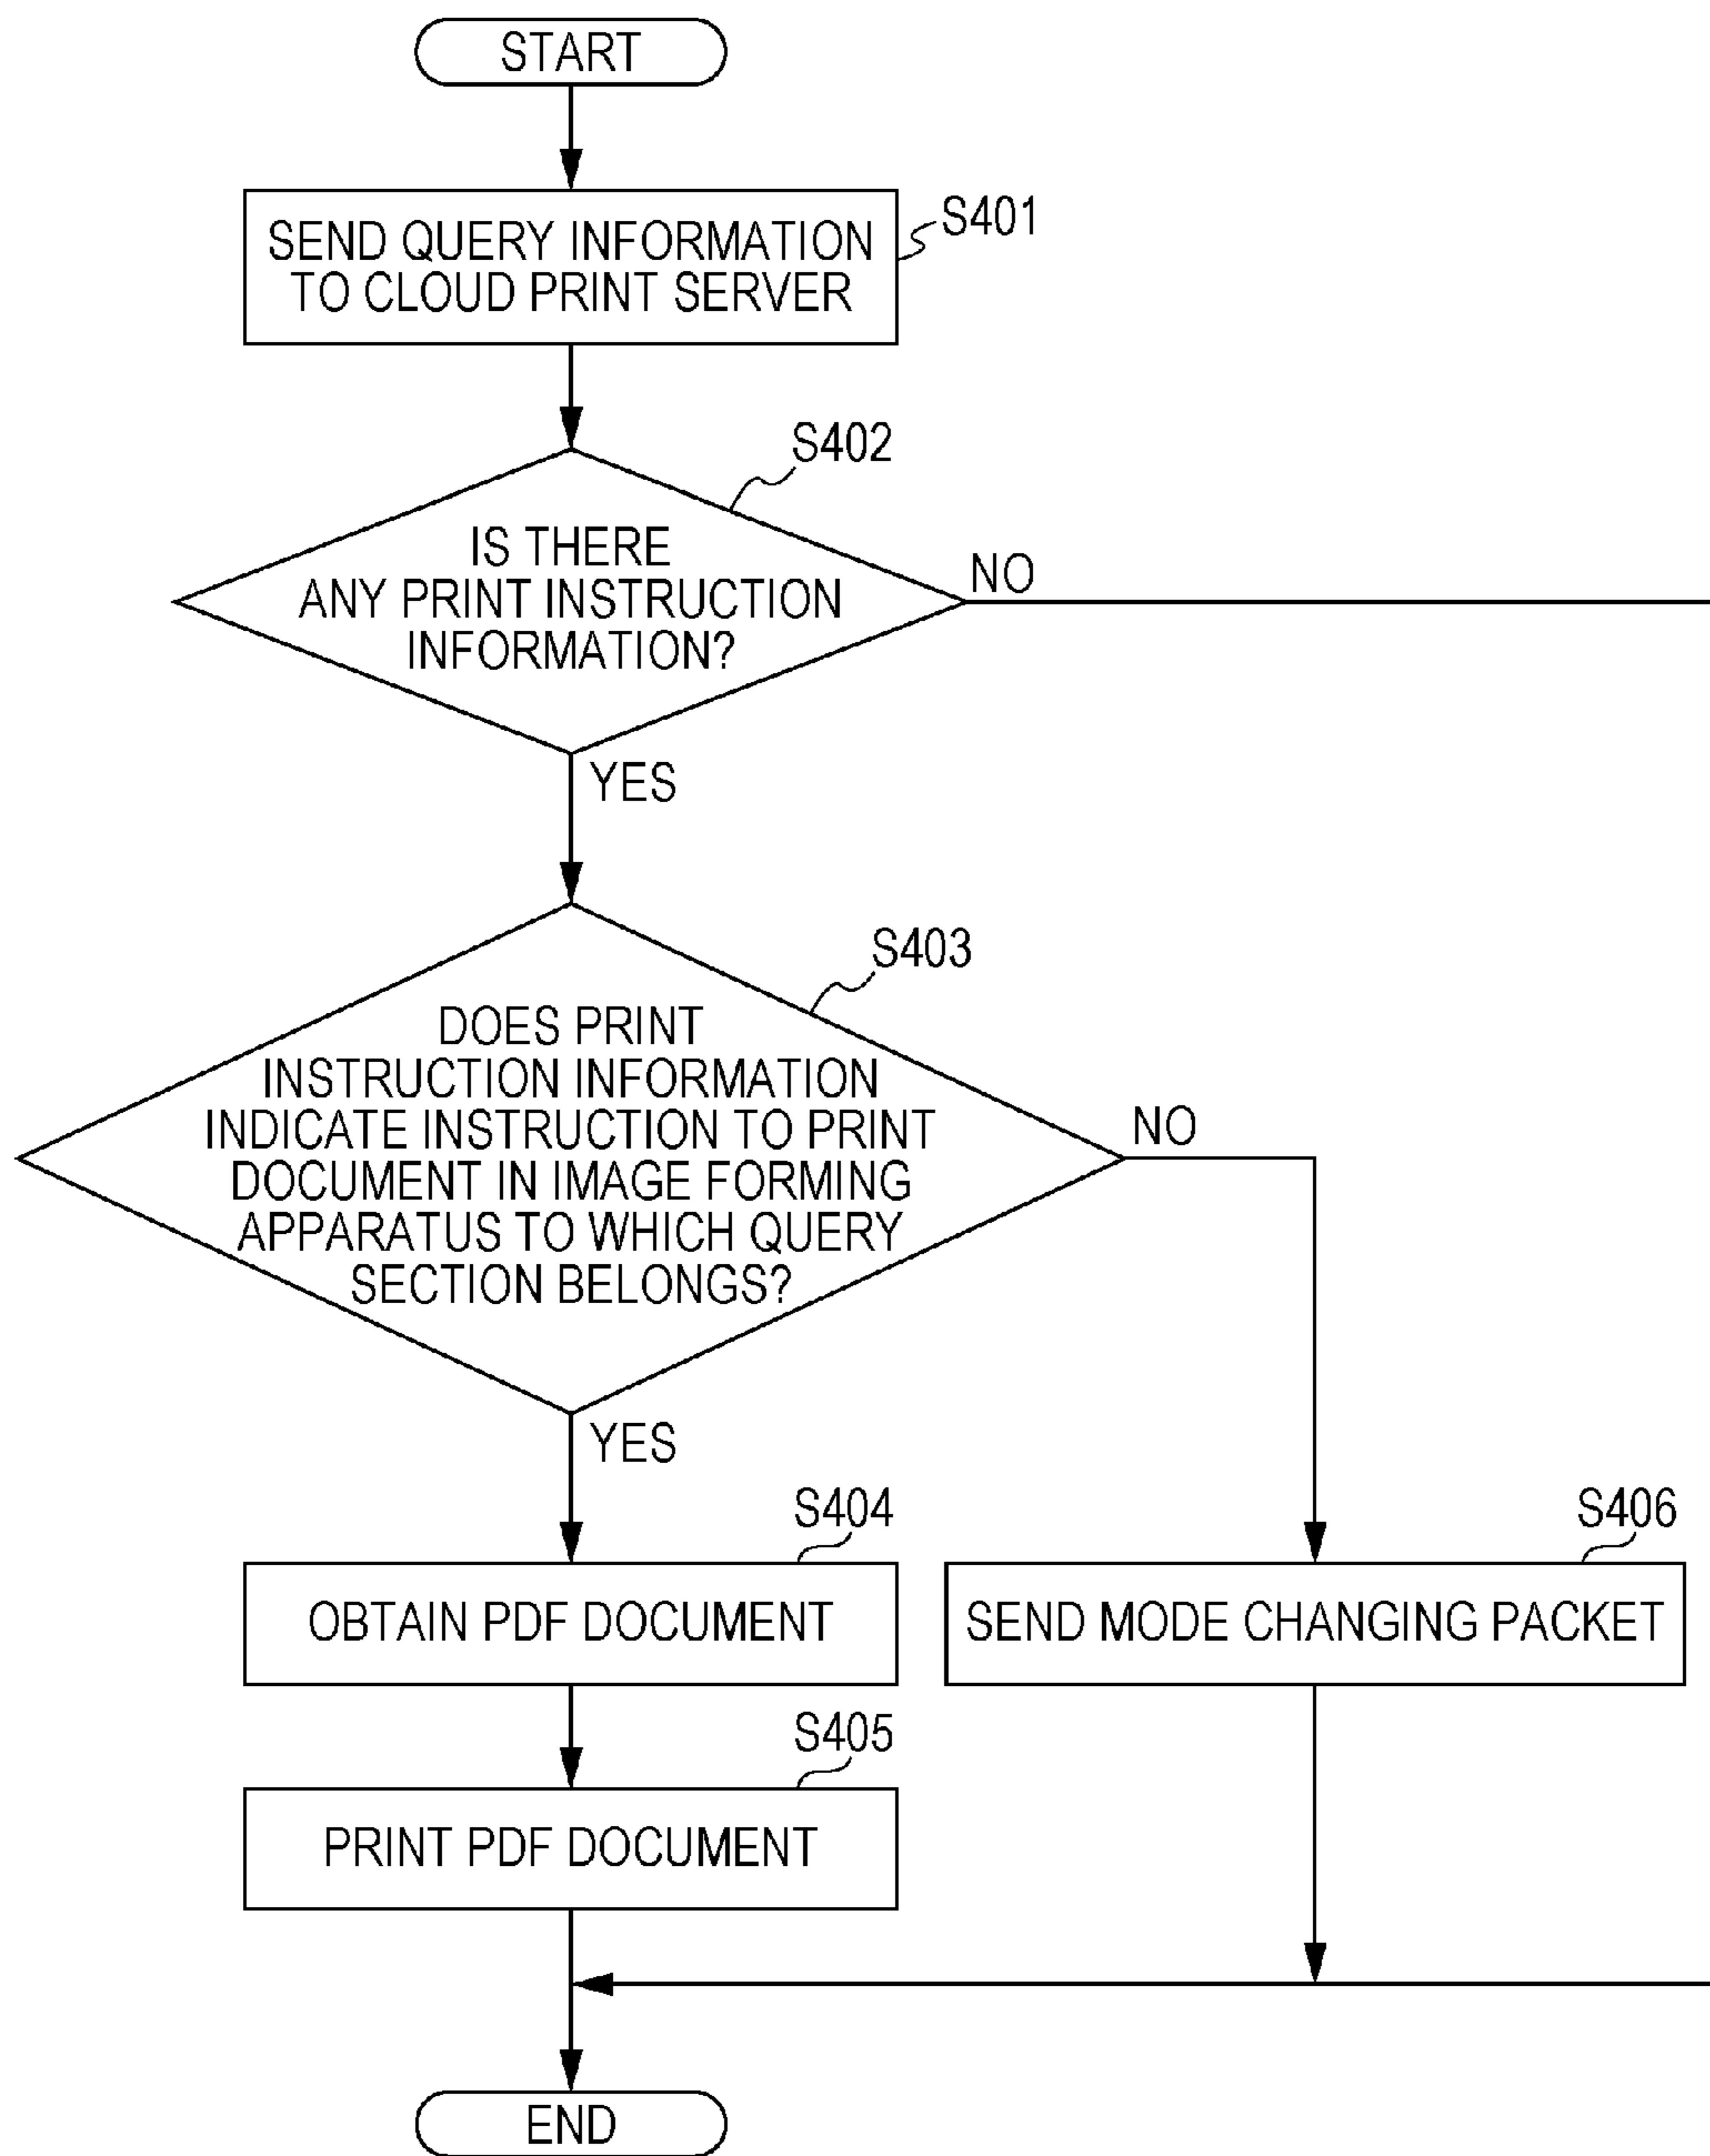 START
SEND QUERY INFORMATION
TO CLOUD PRINT SERVER
S401
S402
IS THERE
ANY PRINT INSTRUCTION
INFORMATION?
NO
YES
S403
DOES PRINT
INSTRUCTION INFORMATION
INDICATE INSTRUCTION TO PRINT
DOCUMENT IN IMAGE FORMING
APPARATUS TO WHICH QUERY
SECTION BELONGS?
NO
YES
S404
OBTAIN PDF DOCUMENT
S406
SEND MODE CHANGING PACKET
S405
PRINT PDF DOCUMENT
END